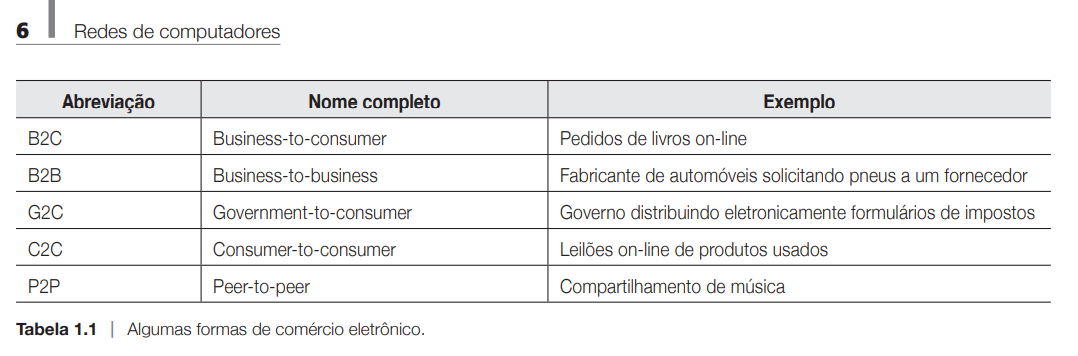 6 Redes de computadores
Abreviação Nome completo Exemplo
B2C Business-to-consumer Pedidos de livros on-line
B2B Business-to-business Fabricante de automóveis solicitando pneus a um fornecedor
G2C Government-to-consumer Governo distribuindo eletronicamente formulários de impostos
C2C Consumer-to-consumer Leilões on-line de produtos usados
P2P Peer-to-peer Compartilhamento de música
Tabela 1.1 | Algumas formas de comércio eletrônico.